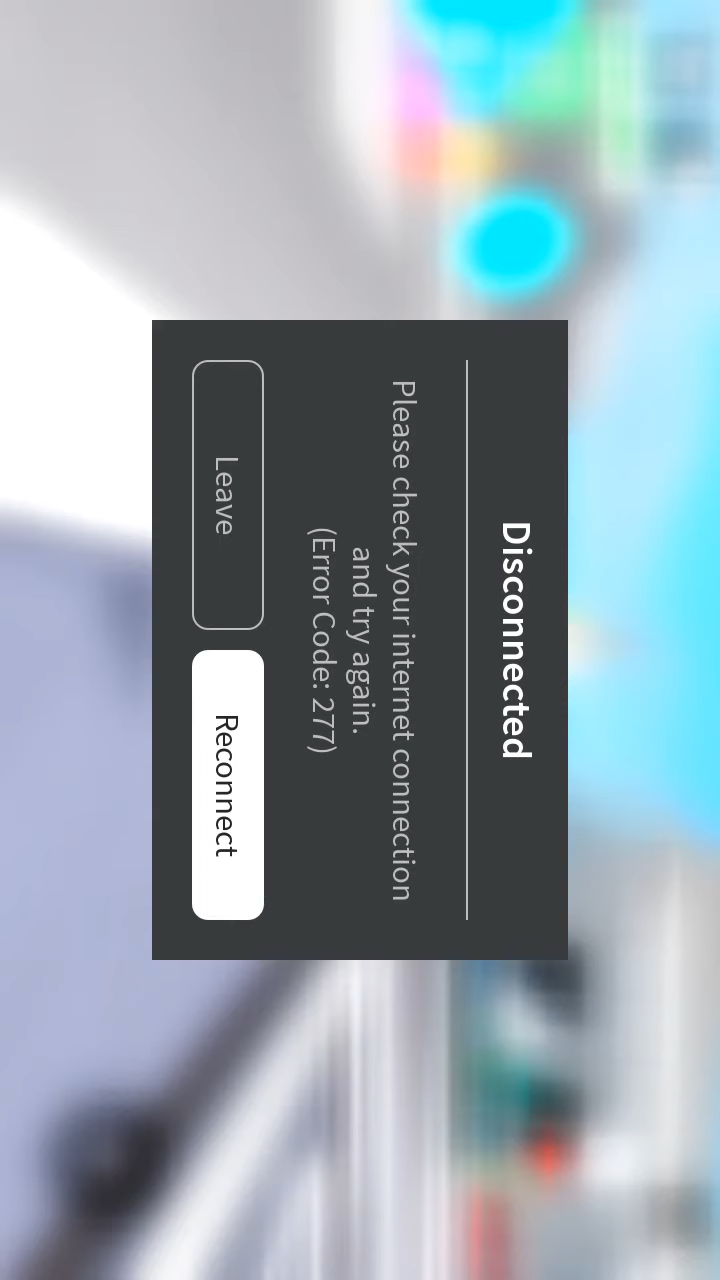 Disconnected
Please check your internet connection
and try again.
(Error Code: 277)
Leave
Reconnect